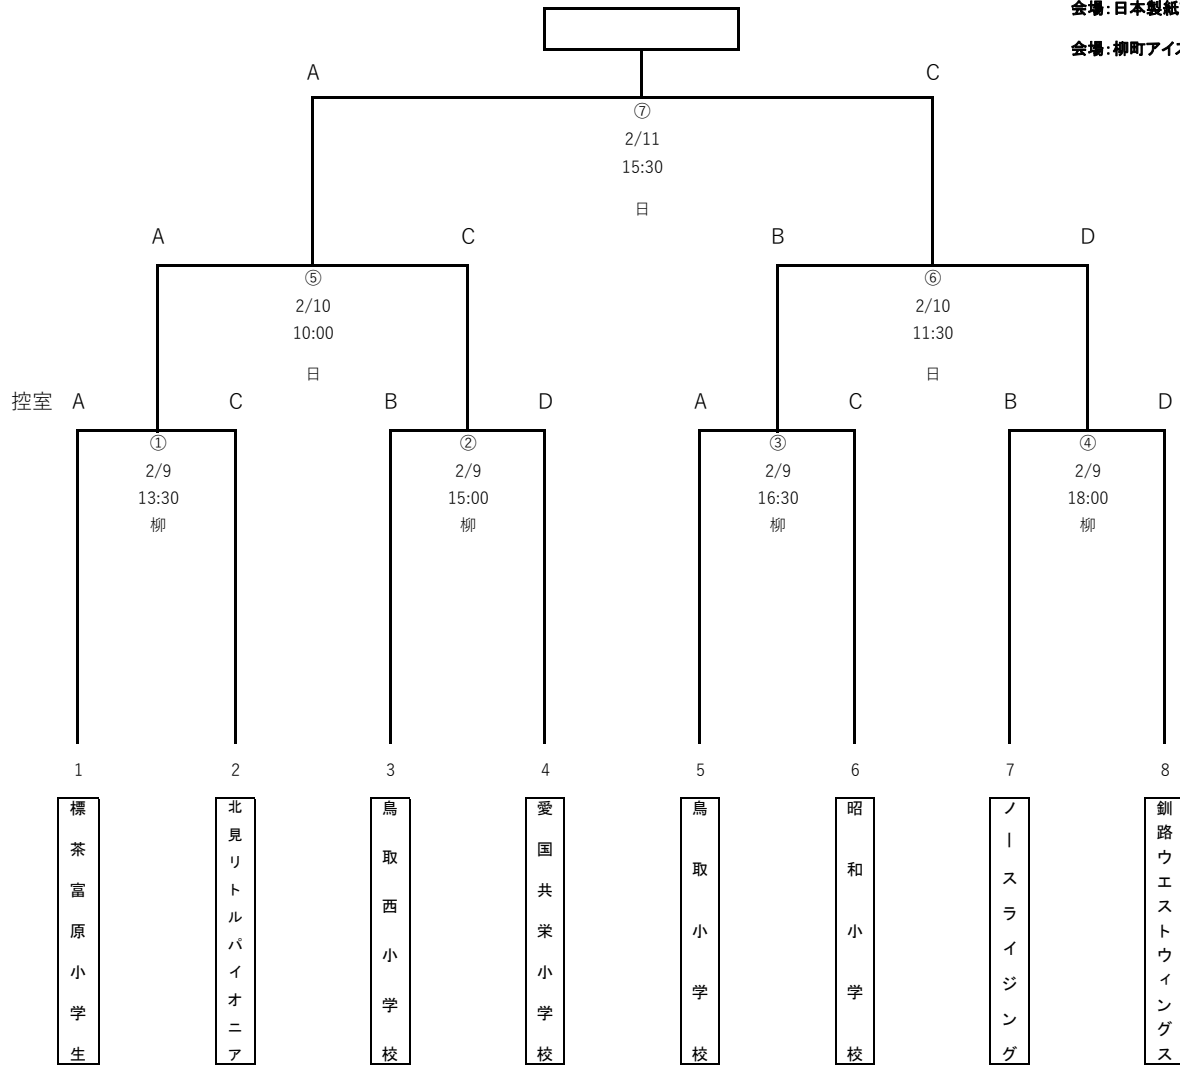 会場：日本製紙
会場：柳町アイス
A C
⑦
2/11
15:30
日
A C B D
⑤ ⑥
2/10 2/10
10:00 11:30
日 日
控室 A C B D A C B D
① ② ③ ④
2/9 2/9 2/9 2/9
13:30 15:00 16:30 18:00
柳 柳 柳 柳
1 2 3 4 5 6 7 8
標茶富原小学生
北見リトルパイオニア
鳥取西小学校
愛国共栄小学校
鳥取小学校
昭和小学校
ノースライジング
釧路ウエストウィングス